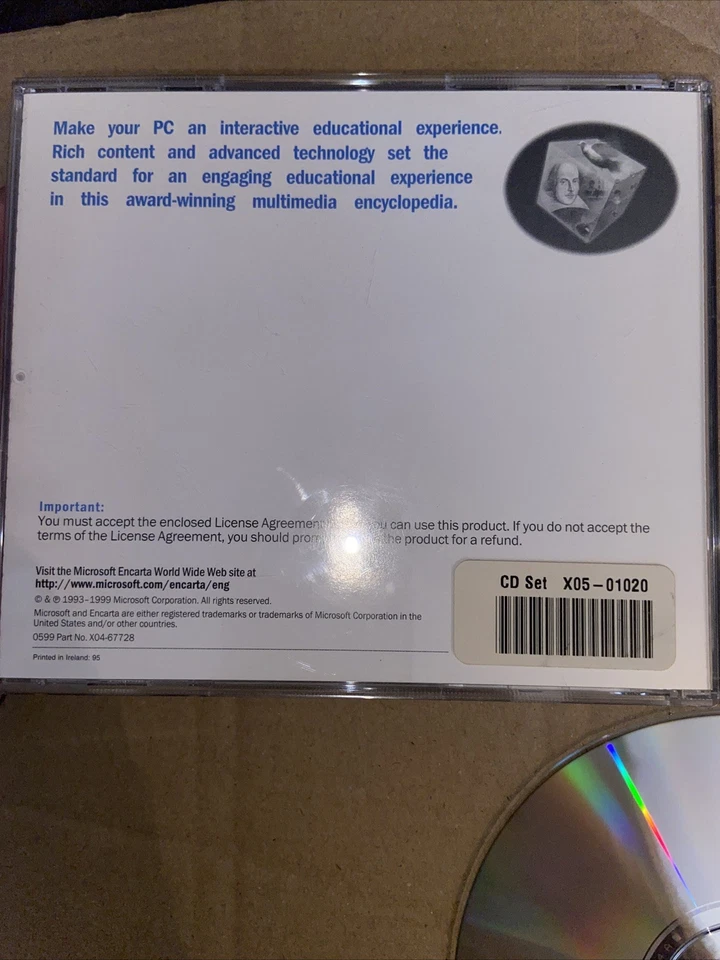 Make your PC an interactive educational experience.
Rich content and advanced technology set the
standard for an engaging educational experience
in this award-winning multimedia encyclopedia.
Important:
You must accept the enclosed License Agreement can use this product. If you do not accept the
terms of the License Agreement, you should the product for a refund.
Visit the Microsoft Encarta World Wide Web site at
http://www.microsoft.com/encarta/eng
© & ℗ 1993–1999 Microsoft Corporation. All rights reserved.
Microsoft and Encarta are either registered trademarks or trademarks of Microsoft Corporation in the
United States and/or other countries.
0599 Part No. X04-67728
Printed in Ireland: 95
CD Set X05-01020